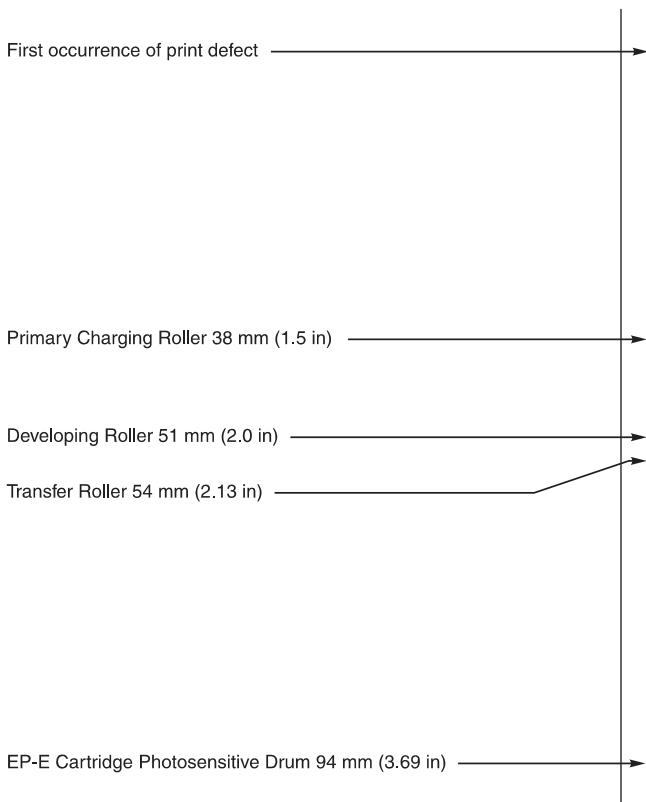 First occurrence of print defect
Primary Charging Roller 38 mm (1.5 in)
Developing Roller 51 mm (2.0 in)
Transfer Roller 54 mm (2.13 in)
EP-E Cartridge Photosensitive Drum 94 mm (3.69 in)